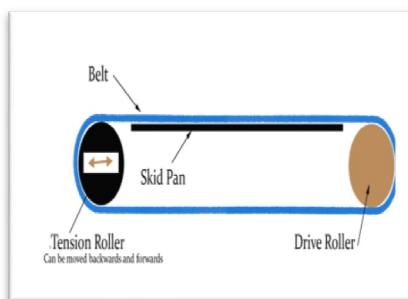 Belt
Skid Pan
Tension Roller
Can be moved backwards and forwards
Drive Roller